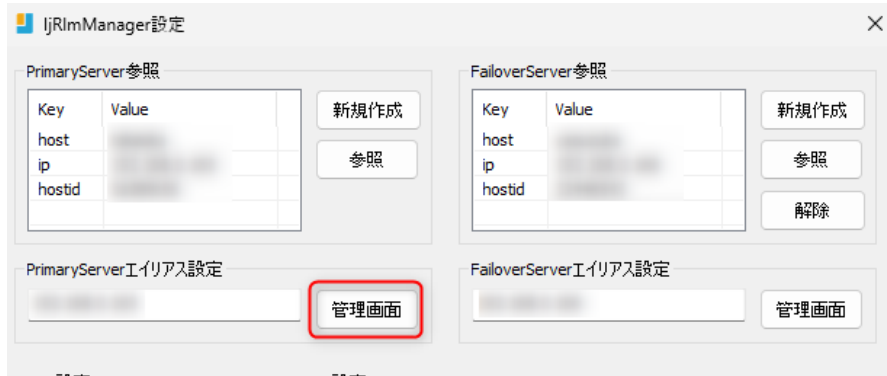 IjRlmManager設定
PrimaryServer参照
Key Value
host
ip
hostid
新規作成
参照
FailoverServer参照
Key Value
host
ip
hostid
新規作成
参照
解除
PrimaryServerエイリアス設定
管理画面
FailoverServerエイリアス設定
管理画面